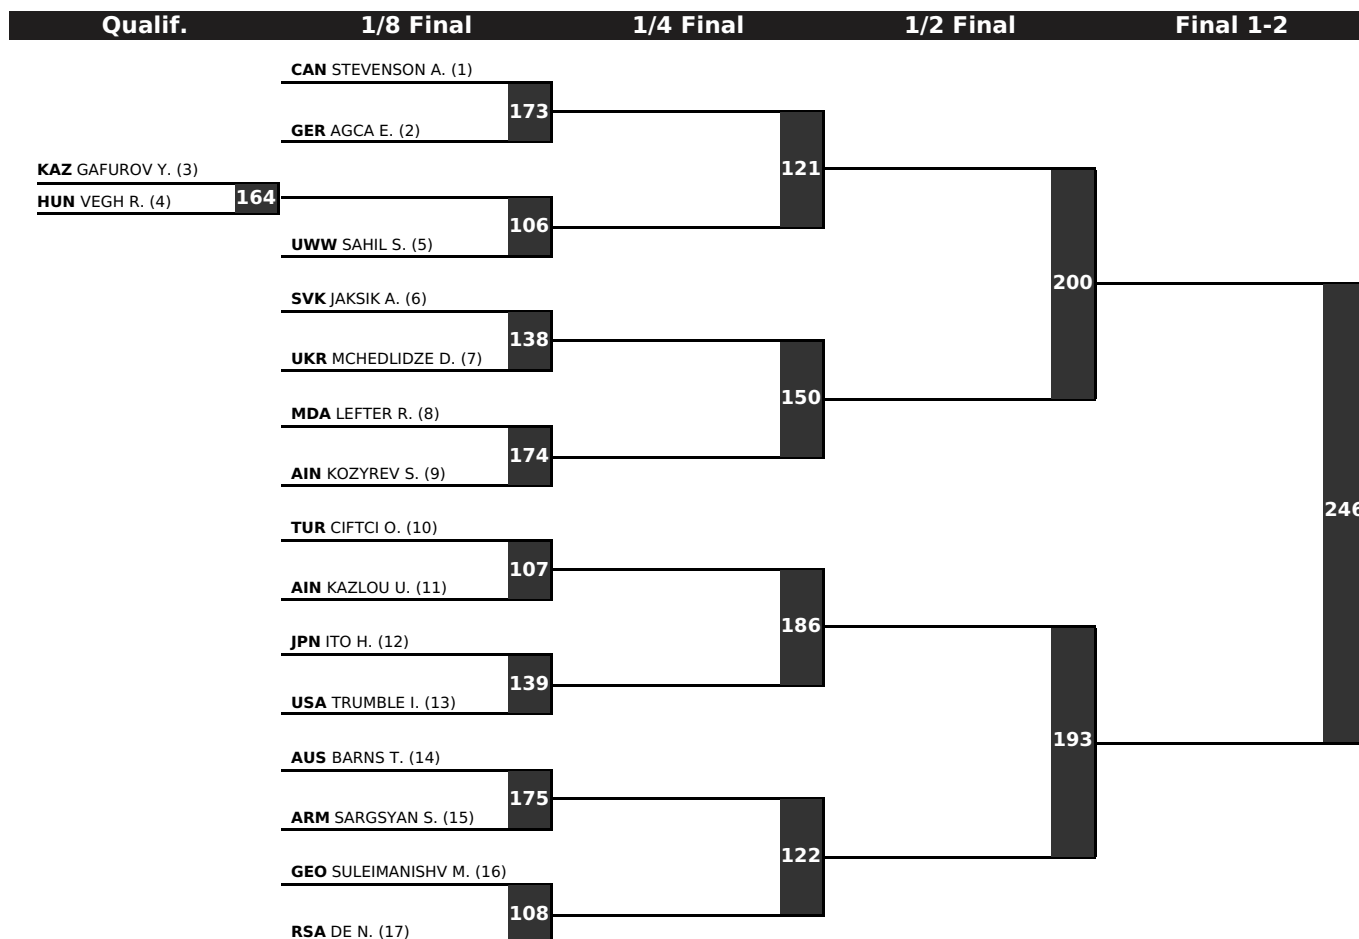 Qualif. 1/8 Final 1/4 Final 1/2 Final Final 1-2
CAN STEVENSON A. (1)
173
GER AGCA E. (2)
121
KAZ GAFUROV Y. (3)
164
HUN VEGH R. (4)
106
UWW SAHIL S. (5)
200
SVK JAKSIK A. (6)
138
UKR MCHEDLIDZE D. (7)
150
MDA LEFTER R. (8)
174
AIN KOZYREV S. (9)
246
TUR CIFTCI O. (10)
107
AIN KAZLOU U. (11)
186
JPN ITO H. (12)
139
USA TRUMBLE I. (13)
193
AUS BARNS T. (14)
175
ARM SARGSYAN S. (15)
122
GEO SULEIMANISHV M. (16)
108
RSA DE N. (17)